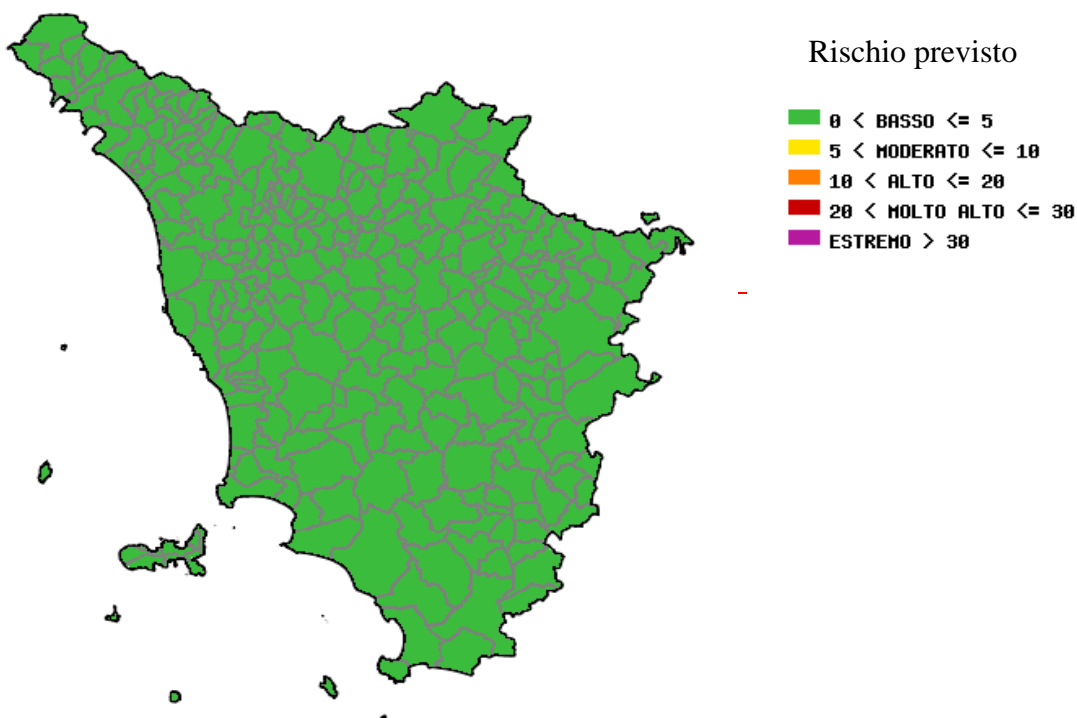 Rischio previsto
0 < BASSO <= 5
5 < MODERATO <= 10
10 < ALTO <= 20
20 < MOLTO ALTO <= 30
ESTREMO > 30